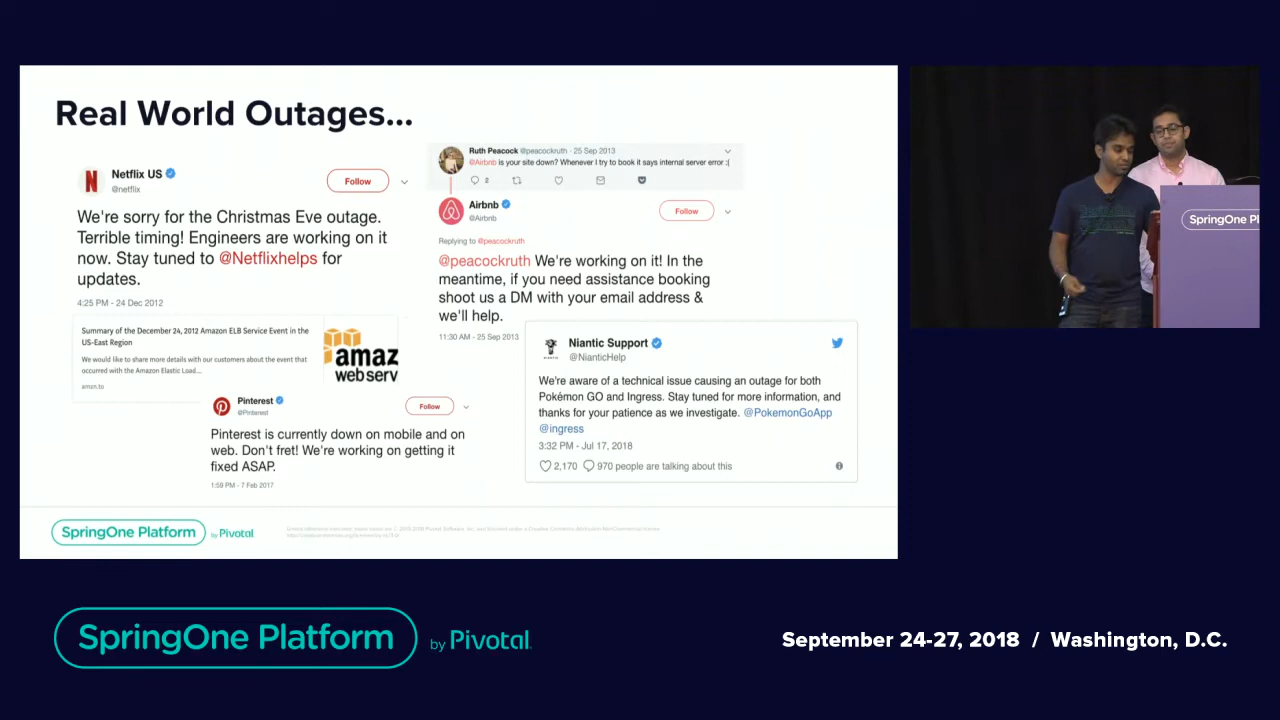 Real World Outages...
Netflix US
@netflix
Follow
We're sorry for the Christmas Eve outage.
Terrible timing! Engineers are working on it
now. Stay tuned to @Netflixhelps for
updates.
4:25 PM - 24 Dec 2012
Summary of the December 24, 2012 Amazon ELB Service Event in the
US-East Region
We would like to share more details with our customers about the event that
occurred with the Amazon Elastic Load...
amzn.to
amaz
web serv
Pinterest
@Pinterest
Follow
Pinterest is currently down on mobile and on
web. Don't fret! We're working on getting it
fixed ASAP.
1:59 PM - 7 Feb 2017
Ruth Peacock @peacockruth · 25 Sep 2013
@Airbnb is your site down? Whenever I try to book it says internal server error :(
2
Airbnb
@Airbnb
Follow
Replying to @peacockruth
@peacockruth We're working on it! In the
meantime, if you need assistance booking
shoot us a DM with your email address &
we'll help.
11:30 AM - 25 Sep 2013
Niantic Support
@NianticHelp
We're aware of a technical issue causing an outage for both
Pokémon GO and Ingress. Stay tuned for more information, and
thanks for your patience as we investigate. @PokemonGoApp
@ingress
3:32 PM - Jul 17, 2018
2,170 970 people are talking about this
SpringOne Platform by Pivotal
SpringOne Pl
SpringOne Platform by Pivotal
September 24-27, 2018 / Washington, D.C.